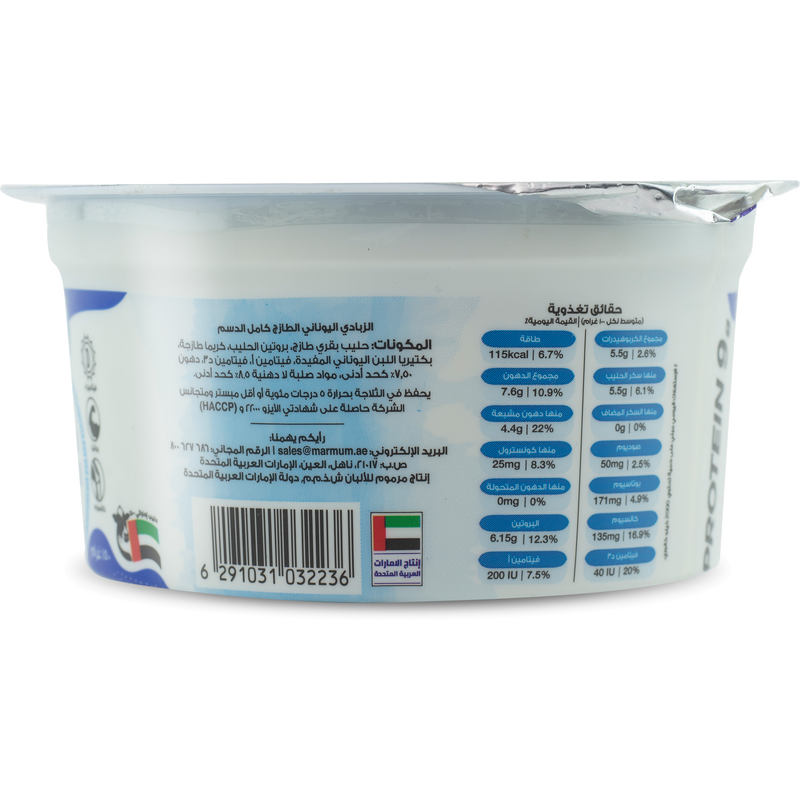 الزبادي اليوناني الطازج كامل الدسم
المكونات: حليب بقري طازج، بروتين الحليب، كريما طازجة،
بكتيريا اللبن اليوناني المفيدة، فيتامين أ، فيتامين د٣، دهون
٧,٥٠٪ كحد أدنى، مواد صلبة لا دهنية ٨,٥٪ كحد أدنى.
يحفظ في الثلاجة بحرارة ٥ درجات مئوية أو أقل مبستر ومتجانس
الشركة حاصلة على شهادتي الأيزو ٢٢٠٠٠ و (HACCP)
رأيكم يهمنا:
البريد الإلكتروني: sales@marmum.ae | الرقم المجاني: ٨٠٠ ٦٢٧ ٦٨٦
ص.ب: ٢١٠١٧، ناهل، العين، الإمارات العربية المتحدة
إنتاج مرموم للألبان ش.ذ.م.م، دولة الإمارات العربية المتحدة
6 291031 032236
إنتاج الامارات
العربية المتحدة
حقائق تغذوية
(متوسط لكل ١٠٠ غرام) | القيمة اليومية٪
طاقة
115kcal | 6.7%
مجموع الدهون
7.6g | 10.9%
منها دهون مشبعة
4.4g | 22%
منها كوليسترول
25mg | 8.3%
منها الدهون المتحولة
0mg | 0%
البروتين
6.15g | 12.3%
فيتامين أ
200 IU | 7.5%
مجموع الكربوهيدرات
5.5g | 2.6%
منها سكر الحليب
5.5g | 6.1%
منها السكر المضاف
0g | 0%
صوديوم
50mg | 2.5%
بوتاسيوم
171mg | 4.9%
كالسيوم
135mg | 16.9%
فيتامين د٣
40 IU | 20%
PROTEIN 9g